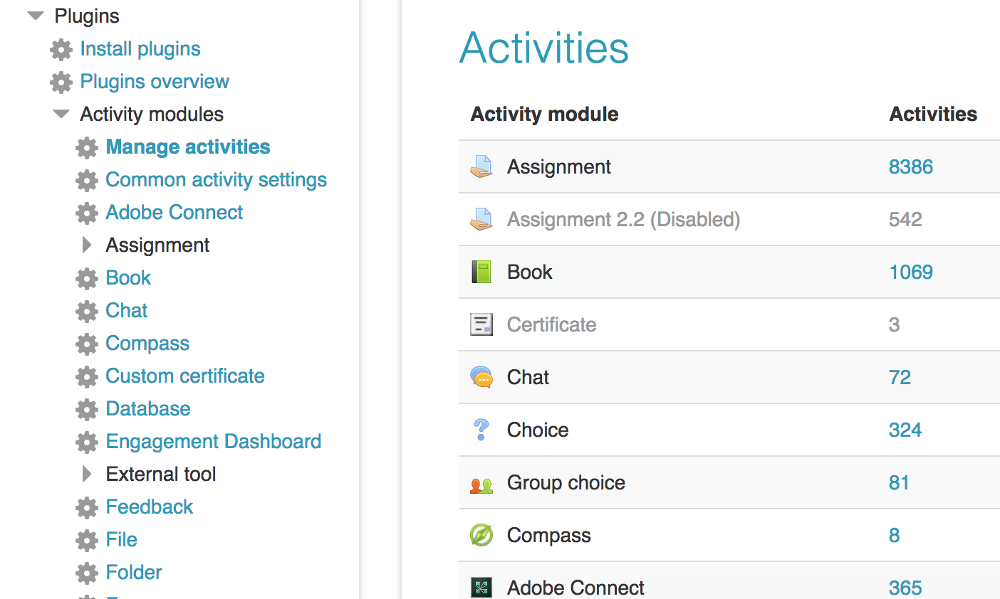 Plugins
Install plugins
Plugins overview
Activity modules
Manage activities
Common activity settings
Adobe Connect
Assignment
Book
Chat
Compass
Custom certificate
Database
Engagement Dashboard
External tool
Feedback
File
Folder
Activities
Activity module Activities
Assignment 8386
Assignment 2.2 (Disabled) 542
Book 1069
Certificate 3
Chat 72
Choice 324
Group choice 81
Compass 8
Adobe Connect 365